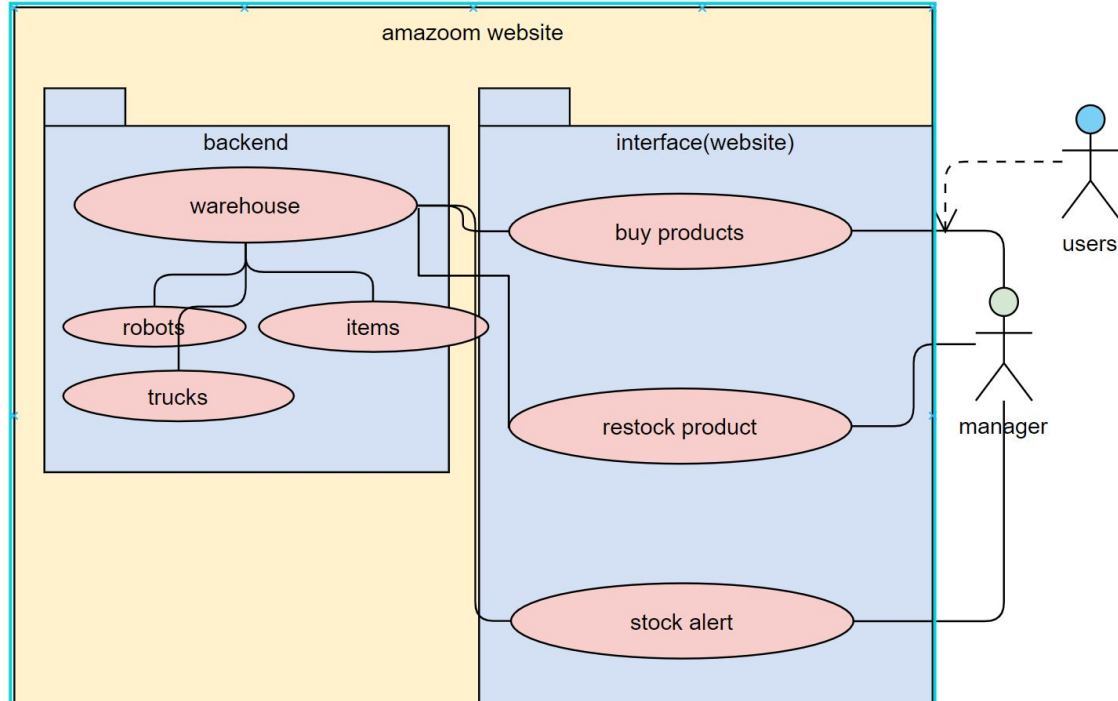 amazoom website
backend
interface(website)
warehouse
buy products
users
robots
items
trucks
restock product
manager
stock alert